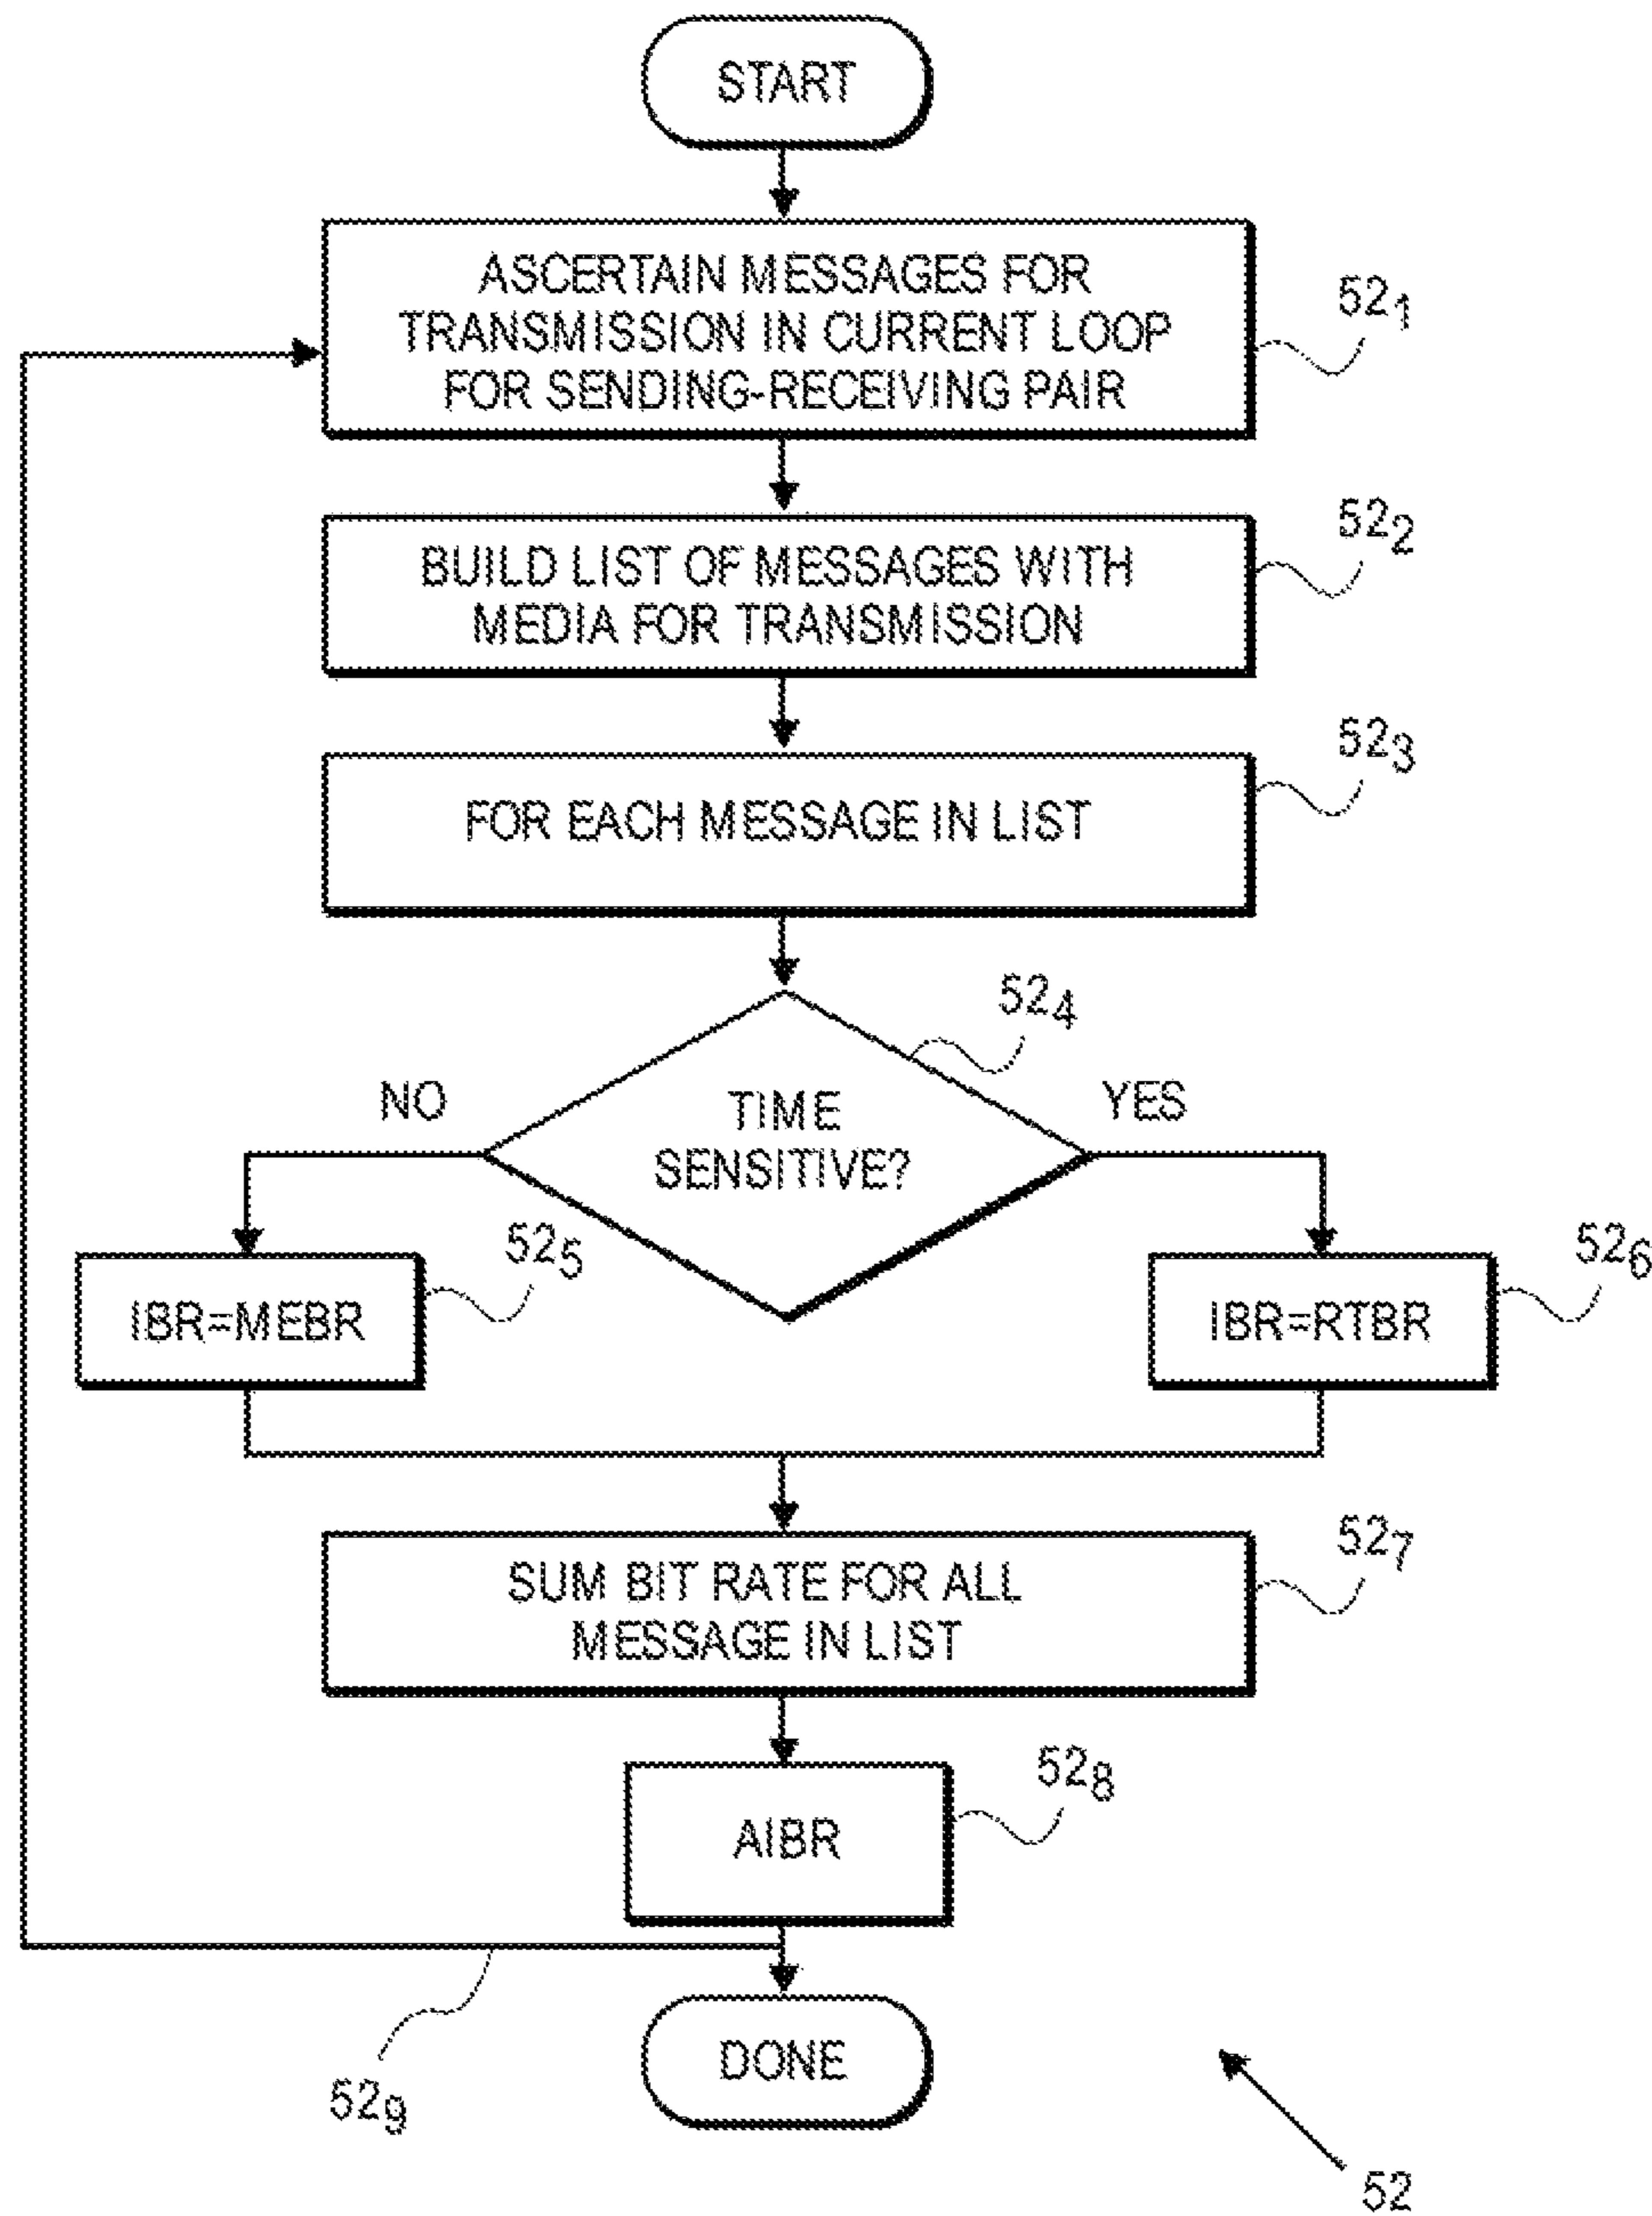 START
ASCERTAIN MESSAGES FOR
TRANSMISSION IN CURRENT LOOP
FOR SENDING-RECEIVING PAIR
52₁
BUILD LIST OF MESSAGES WITH
MEDIA FOR TRANSMISSION
52₂
FOR EACH MESSAGE IN LIST
52₃
TIME
SENSITIVE?
52₄
NO
YES
IBR=MEBR
52₅
IBR=RTBR
52₆
SUM BIT RATE FOR ALL
MESSAGE IN LIST
52₇
AIBR
52₈
52₉
DONE
52